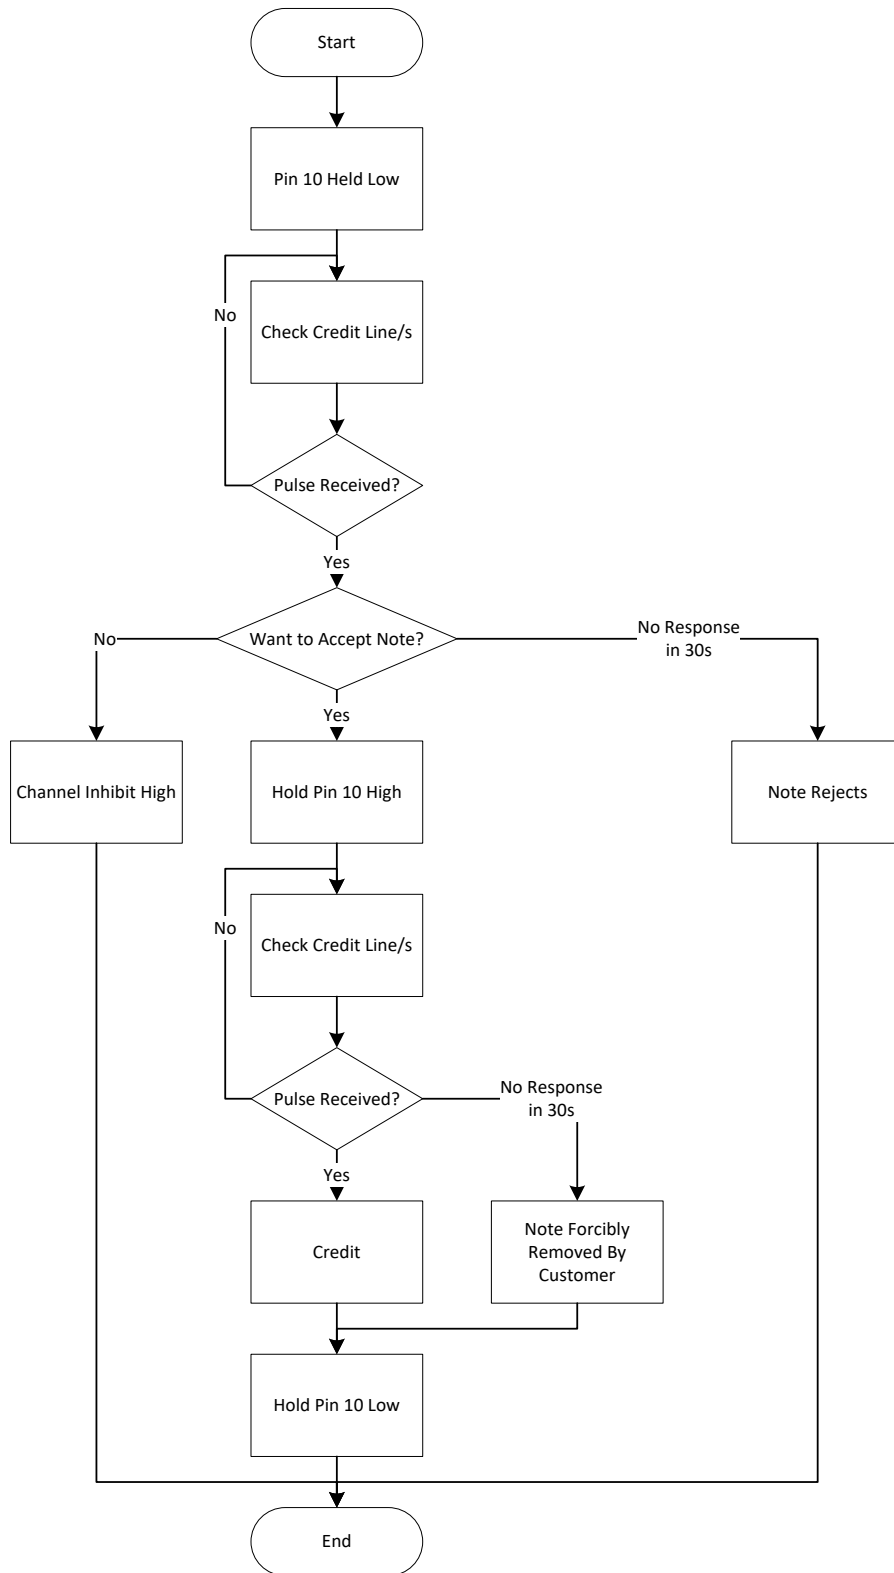 Start
Pin 10 Held Low
No
Check Credit Line/s
Pulse Received?
Yes
Want to Accept Note?
No
No Response
in 30s
Yes
Channel Inhibit High
Hold Pin 10 High
Note Rejects
No
Check Credit Line/s
Pulse Received?
No Response
in 30s
Yes
Credit
Note Forcibly
Removed By
Customer
Hold Pin 10 Low
End